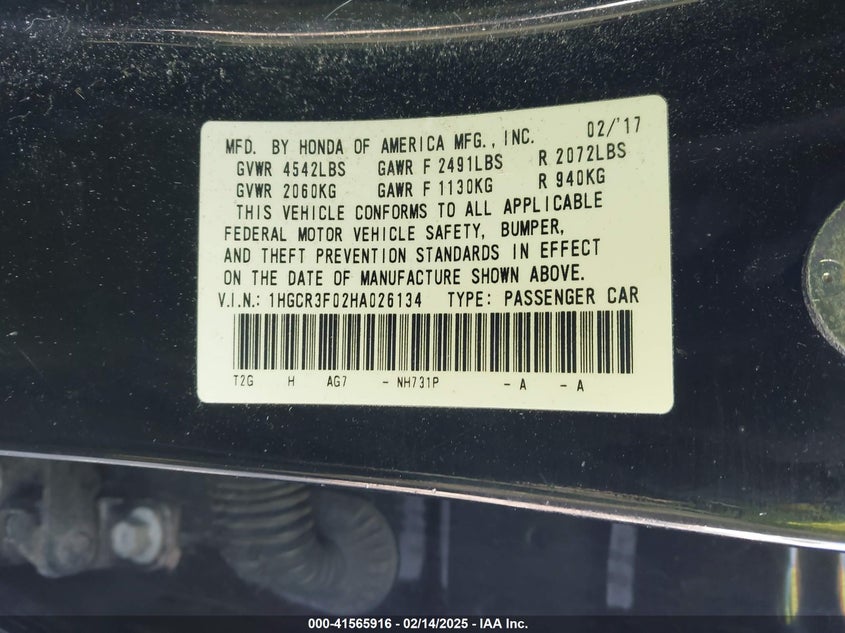 MFD. BY HONDA OF AMERICA MFG., INC. 02/'17
GVWR 4542LBS GAWR F 2491LBS R 2072LBS
GVWR 2060KG GAWR F 1130KG R 940KG
THIS VEHICLE CONFORMS TO ALL APPLICABLE
FEDERAL MOTOR VEHICLE SAFETY, BUMPER,
AND THEFT PREVENTION STANDARDS IN EFFECT
ON THE DATE OF MANUFACTURE SHOWN ABOVE.
V.I.N.: 1HGCR3F02HA026134 TYPE: PASSENGER CAR
T2G H AG7 - NH731P - A - A
000-41565916 - 02/14/2025 - IAA Inc.